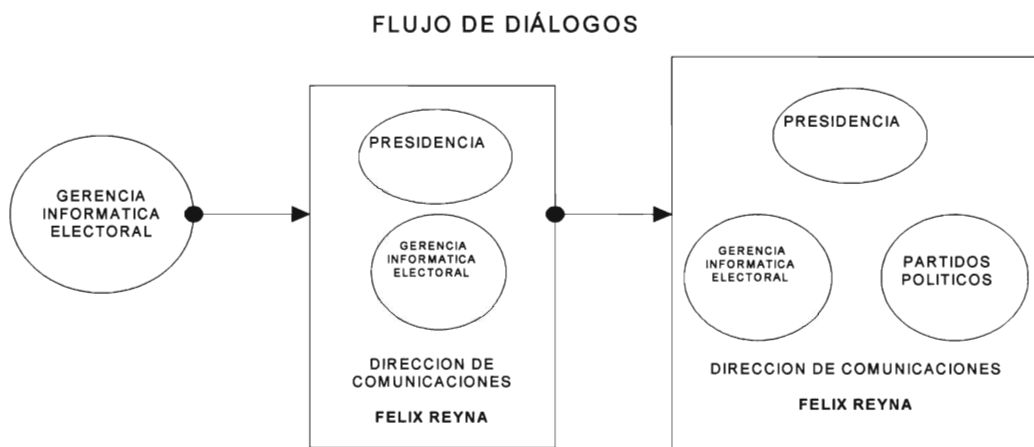 FLUJO DE DIÁLOGOS
GERENCIA
INFORMATICA
ELECTORAL
PRESIDENCIA
GERENCIA
INFORMATICA
ELECTORAL
DIRECCION DE
COMUNICACIONES
FELIX REYNA
PRESIDENCIA
GERENCIA
INFORMATICA
ELECTORAL
PARTIDOS
POLITICOS
DIRECCION DE COMUNICACIONES
FELIX REYNA